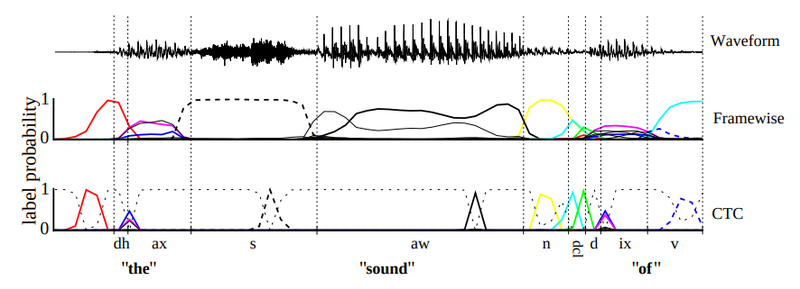 Waveform
label probability
1
0
Framewise
1
0
CTC
dh ax s aw n dcl d ix v
"the" "sound" "of"